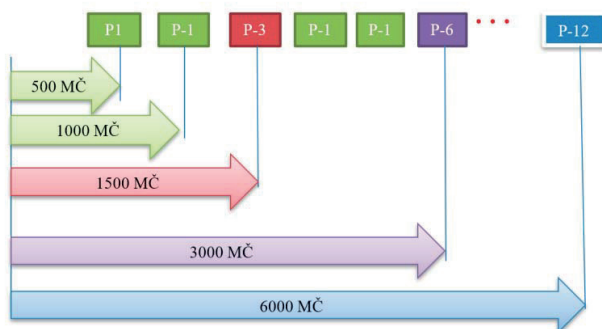 P1 P-1 P-3 P-1 P-1 P-6 • • • P-12
500 MČ
1000 MČ
1500 MČ
3000 MČ
6000 MČ